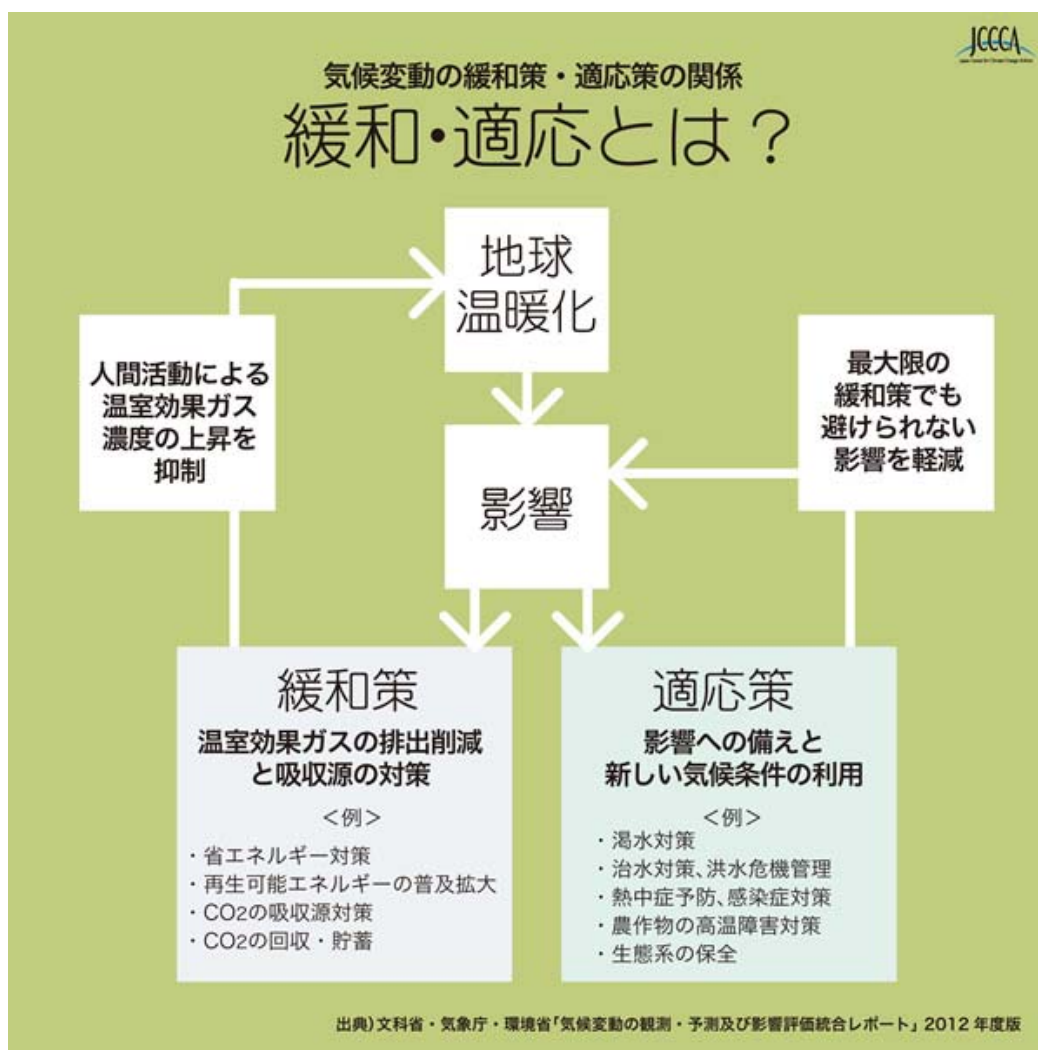 JCCCA
気候変動の緩和策・適応策の関係
緩和・適応とは？
地球
温暖化
人間活動による
温室効果ガス
濃度の上昇を
抑制
最大限の
緩和策でも
避けられない
影響を軽減
影響
緩和策
温室効果ガスの排出削減
と吸収源の対策
＜例＞
・省エネルギー対策
・再生可能エネルギーの普及拡大
・CO2の吸収源対策
・CO2の回収・貯蓄
適応策
影響への備えと
新しい気候条件の利用
＜例＞
・渇水対策
・治水対策、洪水危機管理
・熱中症予防、感染症対策
・農作物の高温障害対策
・生態系の保全
出典）文科省・気象庁・環境省「気候変動の観測・予測及び影響評価統合レポート」2012 年度版